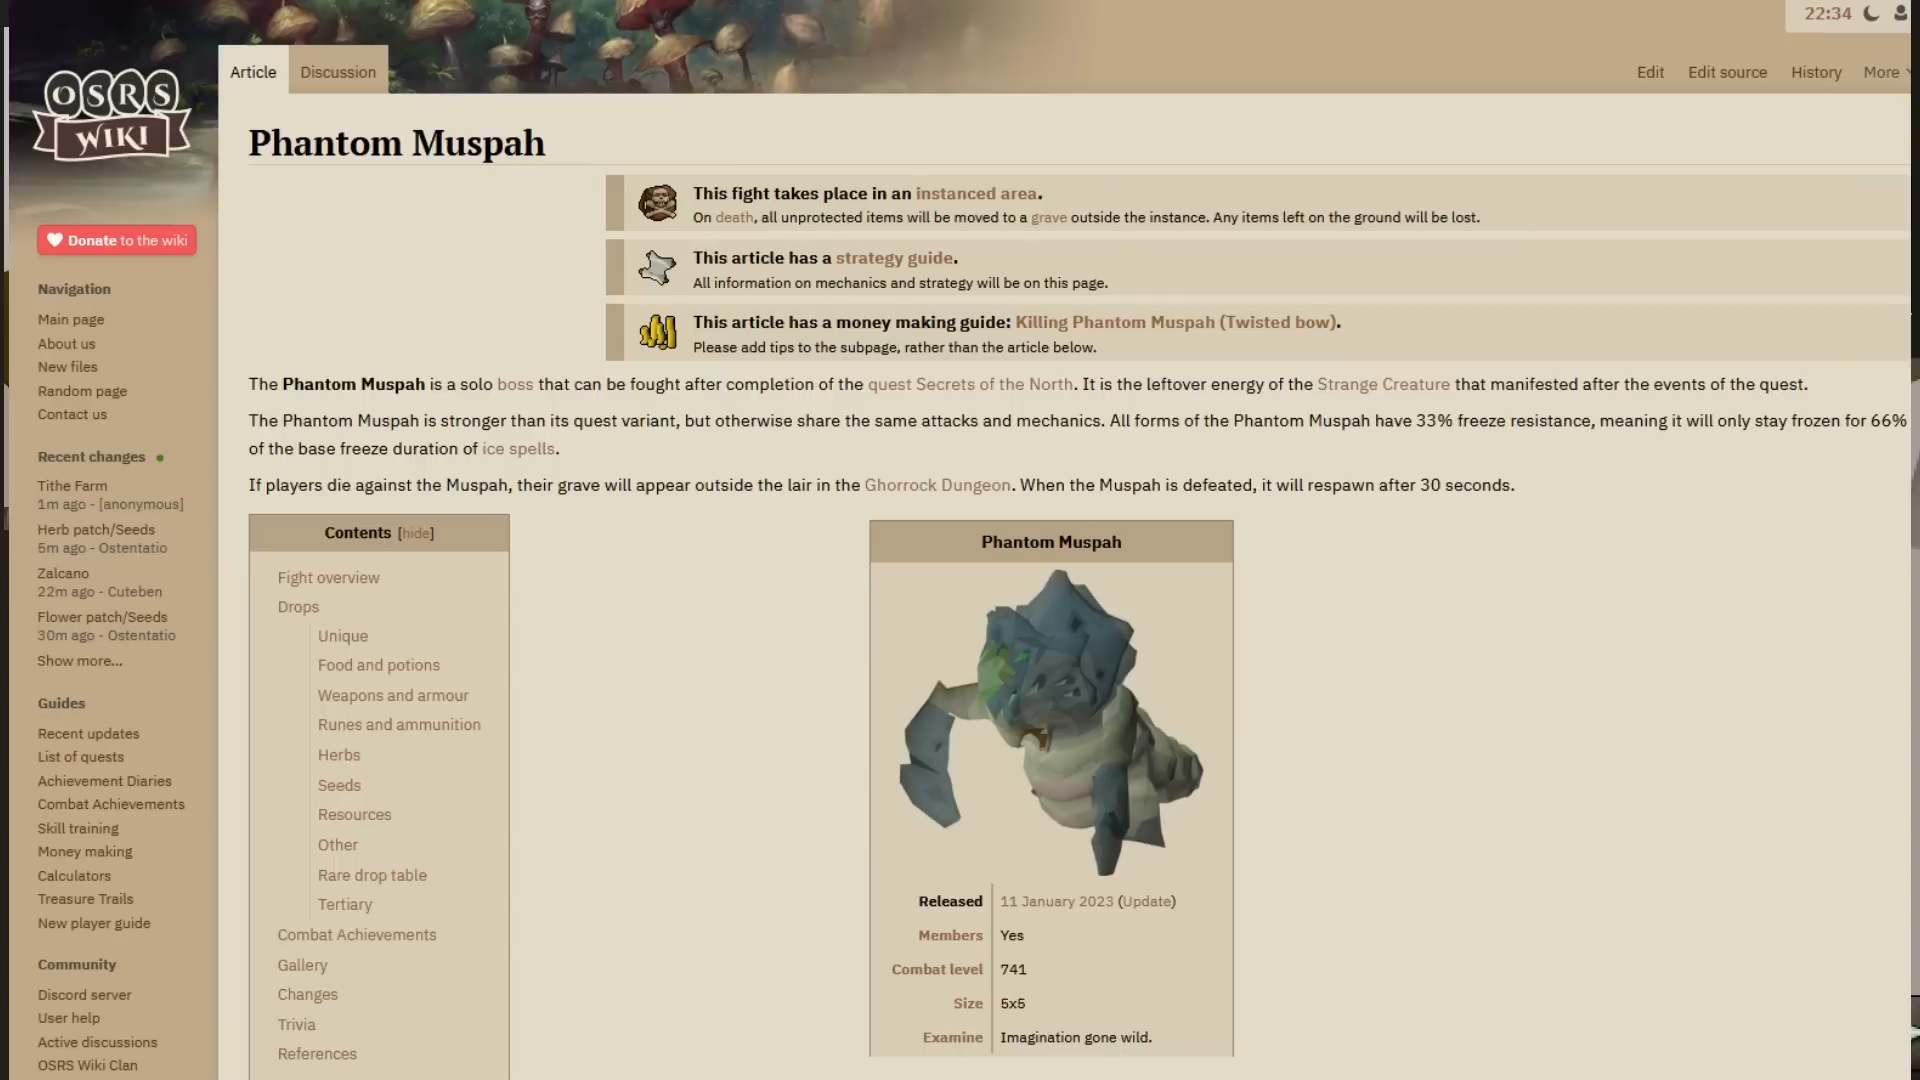 22:34
OSRS
WIKI
Article
Discussion
Edit
Edit source
History
More
Phantom Muspah
This fight takes place in an instanced area.
On death, all unprotected items will be moved to a grave outside the instance. Any items left on the ground will be lost.
This article has a strategy guide.
All information on mechanics and strategy will be on this page.
This article has a money making guide: Killing Phantom Muspah (Twisted bow).
Please add tips to the subpage, rather than the article below.
The Phantom Muspah is a solo boss that can be fought after completion of the quest Secrets of the North. It is the leftover energy of the Strange Creature that manifested after the events of the quest.
The Phantom Muspah is stronger than its quest variant, but otherwise share the same attacks and mechanics. All forms of the Phantom Muspah have 33% freeze resistance, meaning it will only stay frozen for 66%
of the base freeze duration of ice spells.
If players die against the Muspah, their grave will appear outside the lair in the Ghorrock Dungeon. When the Muspah is defeated, it will respawn after 30 seconds.
Donate to the wiki
Navigation
Main page
About us
New files
Random page
Contact us
Recent changes
Tithe Farm
1m ago - [anonymous]
Herb patch/Seeds
5m ago - Ostentatio
Zalcano
22m ago - Cuteben
Flower patch/Seeds
30m ago - Ostentatio
Show more...
Guides
Recent updates
List of quests
Achievement Diaries
Combat Achievements
Skill training
Money making
Calculators
Treasure Trails
New player guide
Community
Discord server
User help
Active discussions
OSRS Wiki Clan
Contents [hide]
Fight overview
Drops
Unique
Food and potions
Weapons and armour
Runes and ammunition
Herbs
Seeds
Resources
Other
Rare drop table
Tertiary
Combat Achievements
Gallery
Changes
Trivia
References
Phantom Muspah
Released 11 January 2023 (Update)
Members Yes
Combat level 741
Size 5x5
Examine Imagination gone wild.